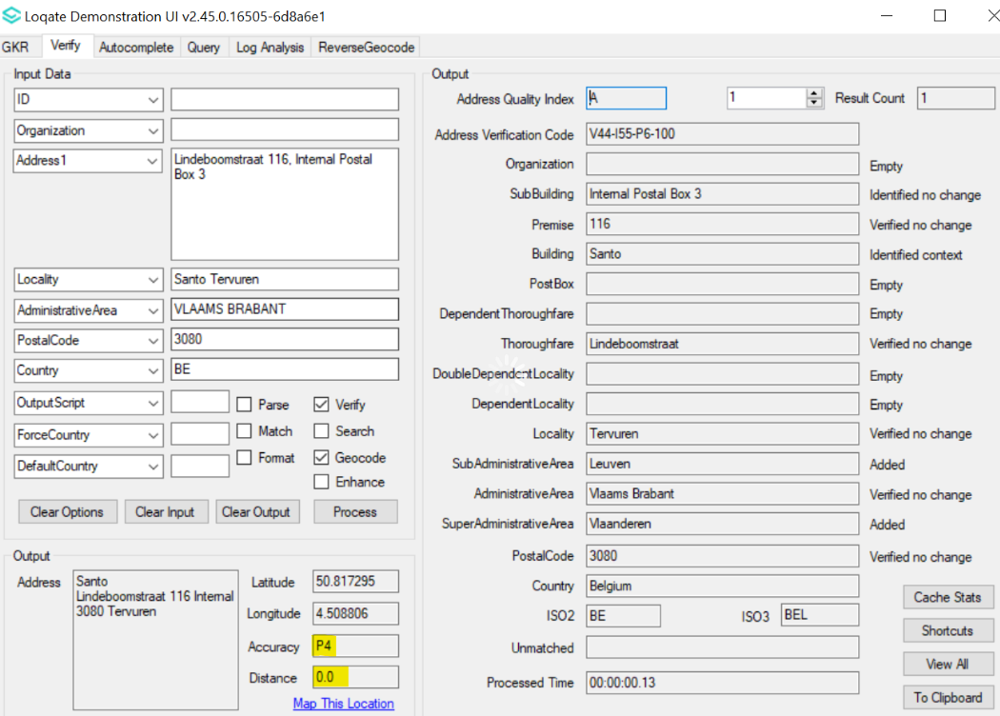 Loqate Demonstration UI v2.45.0.16505-6d8a6e1
GKR Verify Autocomplete Query Log Analysis ReverseGeocode
Input Data
ID
Organization
Address1 Lindeboomstraat 116, Internal Postal
Box 3
Locality Santo Tervuren
AdministrativeArea VLAAMS BRABANT
PostalCode 3080
Country BE
OutputScript Parse Verify
ForceCountry Match Search
DefaultCountry Format Geocode
Enhance
Clear Options Clear Input Clear Output Process
Output
Address Santo
Lindeboomstraat 116 Internal
3080 Tervuren
Latitude 50.817295
Longitude 4.508806
Accuracy P4
Distance 0.0
Map This Location
Output
Address Quality Index A 1 Result Count 1
Address Verification Code V44-I55-P6-100
Organization Empty
SubBuilding Internal Postal Box 3 Identified no change
Premise 116 Verified no change
Building Santo Identified context
PostBox Empty
DependentThoroughfare Empty
Thoroughfare Lindeboomstraat Verified no change
DoubleDependentLocality Empty
DependentLocality Empty
Locality Tervuren Verified no change
SubAdministrativeArea Leuven Added
AdministrativeArea Vlaams Brabant Verified no change
SuperAdministrativeArea Vlaanderen Added
PostalCode 3080 Verified no change
Country Belgium
ISO2 BE ISO3 BEL
Unmatched
Processed Time 00:00:00.13
Cache Stats
Shortcuts
View All
To Clipboard